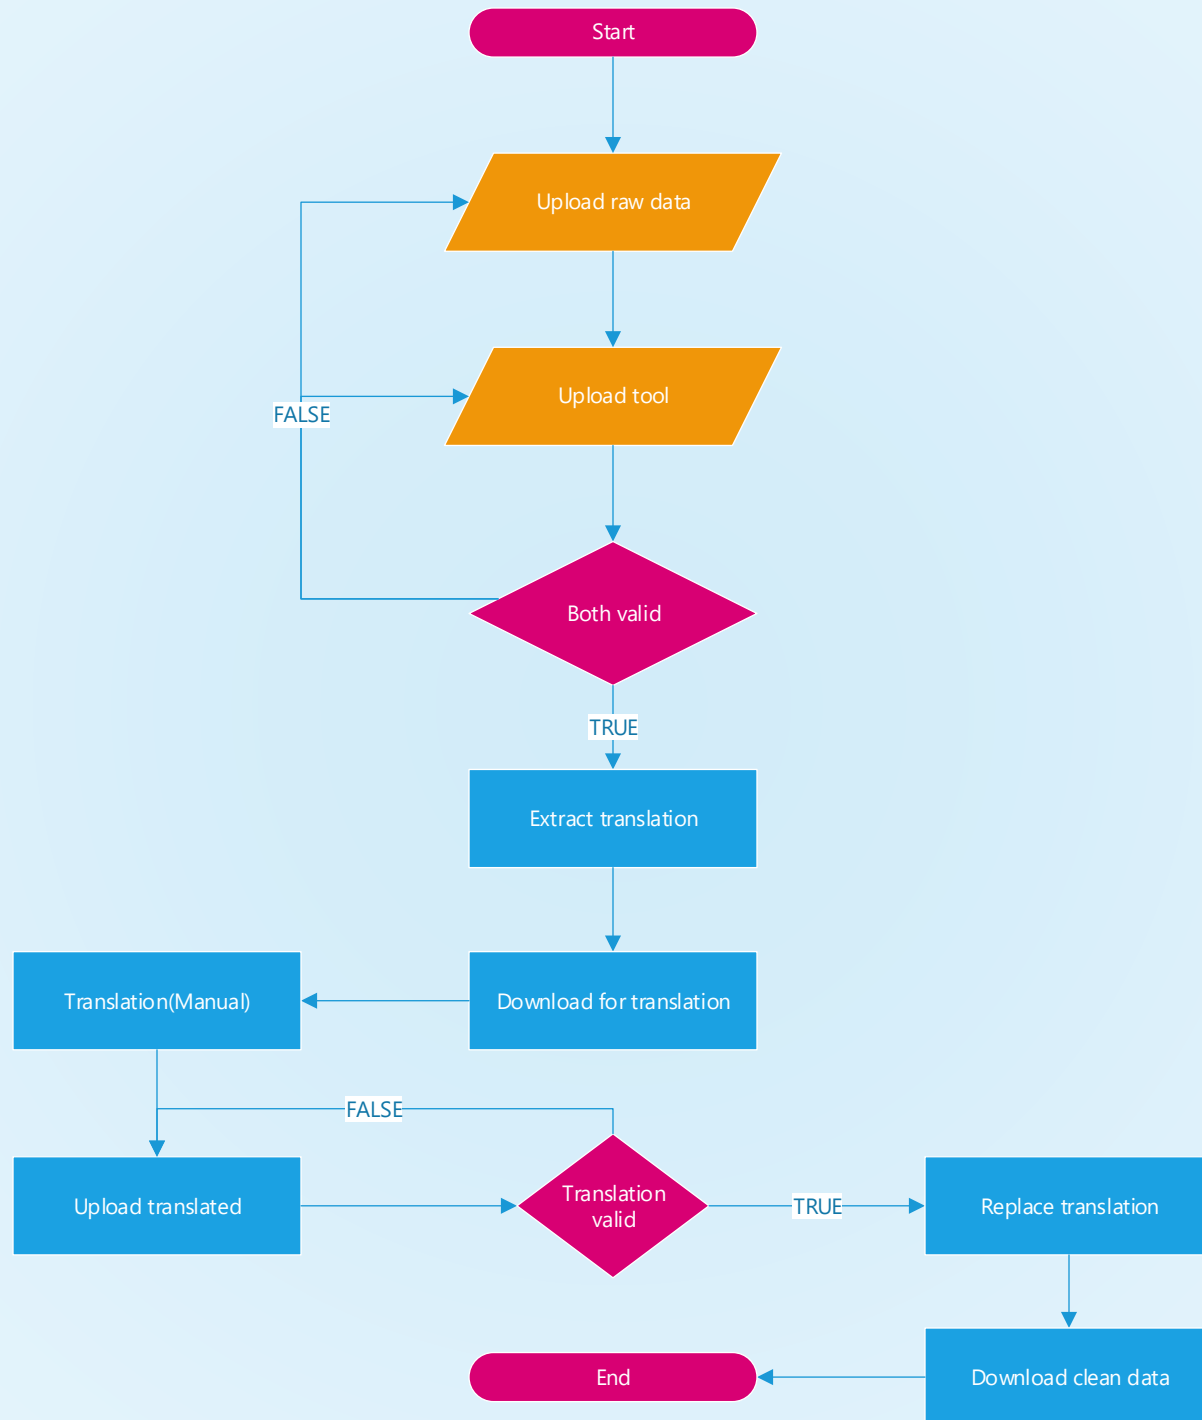 Start
Upload raw data
Upload tool
FALSE
Both valid
TRUE
Extract translation
Translation(Manual)
Download for translation
FALSE
Upload translated
Translation
valid
TRUE
Replace translation
End
Download clean data